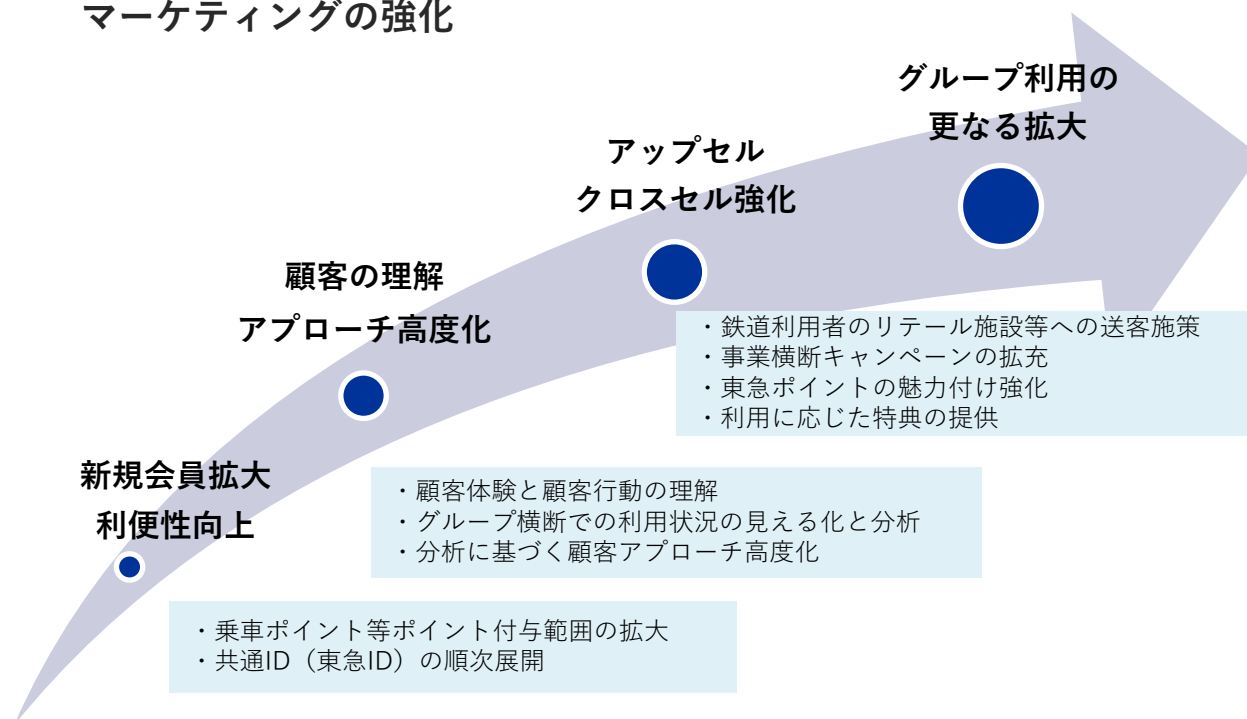 マーケティングの強化
グループ利用の
更なる拡大
アップセル
クロスセル強化
顧客の理解
アプローチ高度化
新規会員拡大
利便性向上
・鉄道利用者のリテール施設等への送客施策
・事業横断キャンペーンの拡充
・東急ポイントの魅力付け強化
・利用に応じた特典の提供
・顧客体験と顧客行動の理解
・グループ横断での利用状況の見える化と分析
・分析に基づく顧客アプローチ高度化
・乗車ポイント等ポイント付与範囲の拡大
・共通ID（東急ID）の順次展開